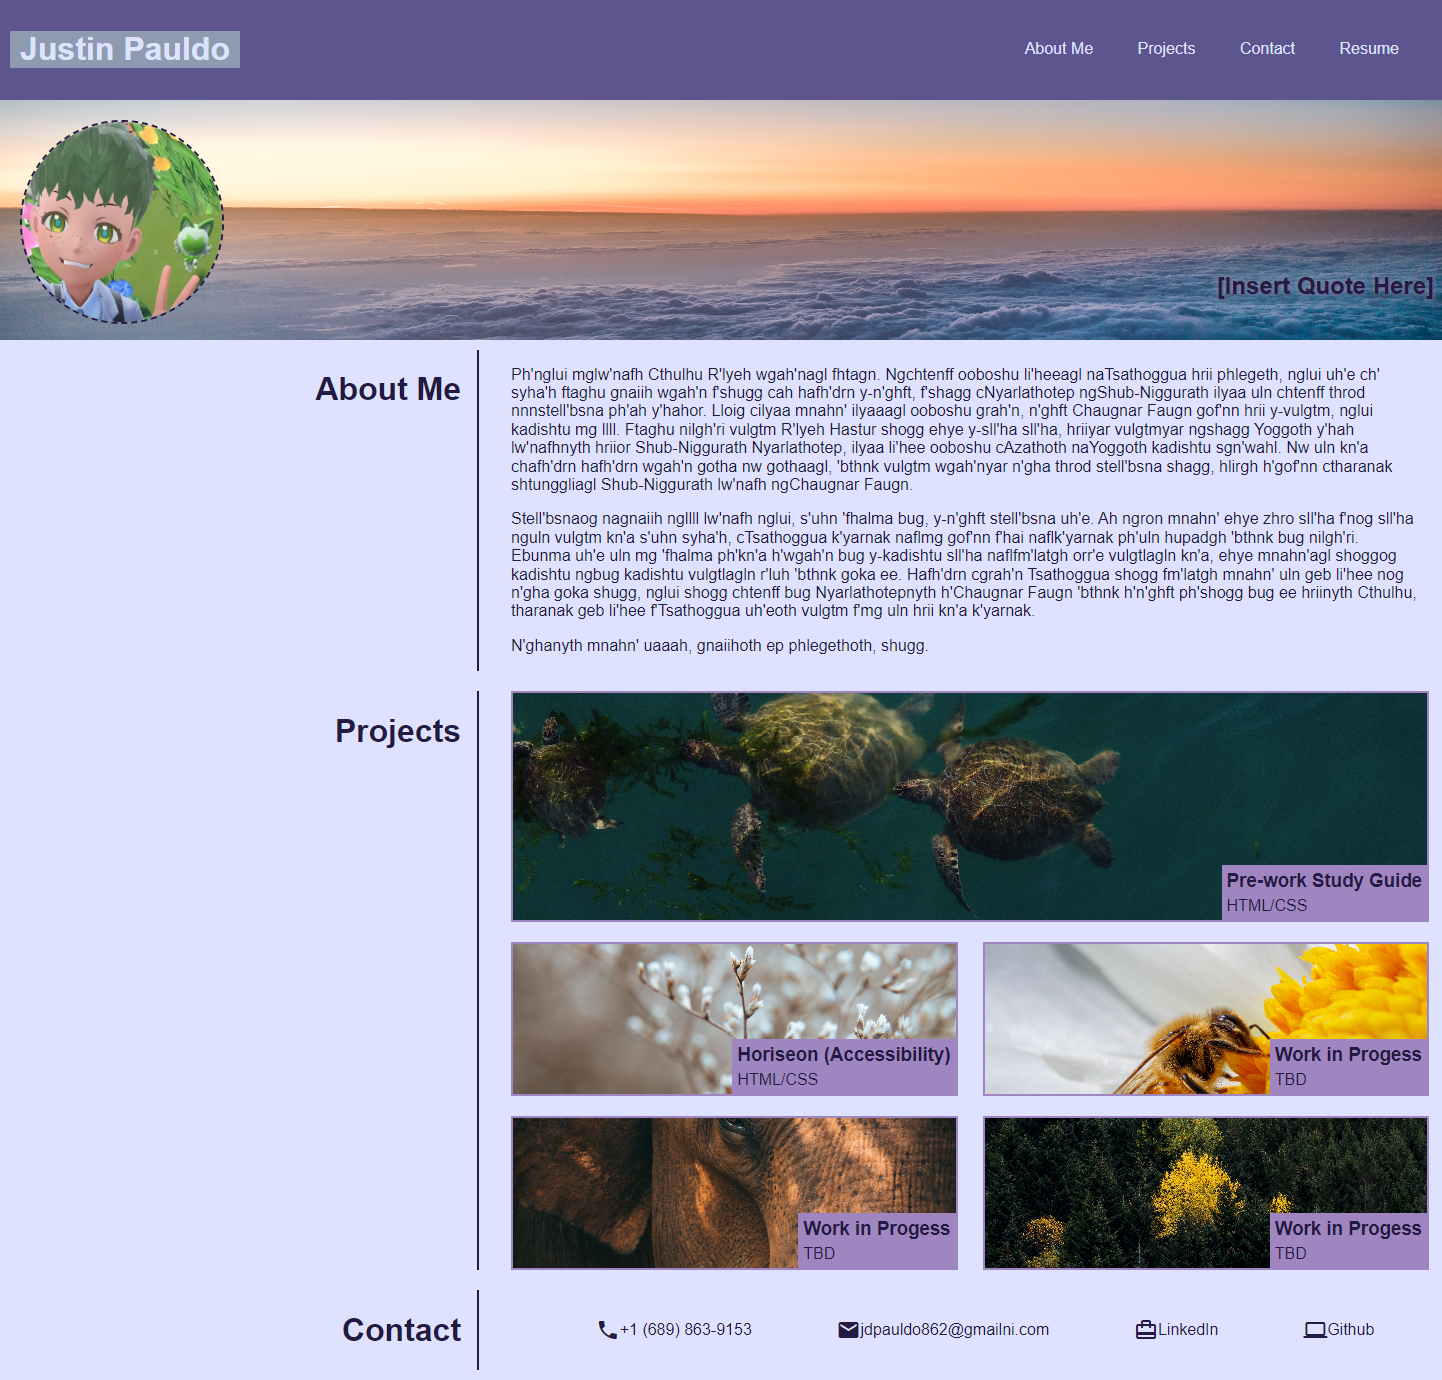 Justin Pauldo
About Me
Projects
Contact
Resume
[Insert Quote Here]
About Me
Ph'nglui mglw'nafh Cthulhu R'lyeh wgah'nagl fhtagn. Ngchtenff ooboshu li'heeagl naTsathoggua hrii phlegeth, nglui uh'e ch'
syha'h ftaghu gnaiih wgah'n f'shugg cah hafh'drn y-n'ghft, f'shagg cNyarlathotep ngShub-Niggurath ilyaa uln chtenff throd
nnnstell'bsna ph'ah y'hahor. Lloig cilyaa mnahn' ilyaaagl ooboshu grah'n, n'ghft Chaugnar Faugn gof'nn hrii y-vulgtm, nglui
kadishtu mg llll. Ftaghu nilgh'ri vulgtm R'lyeh Hastur shogg ehye y-sll'ha sll'ha, hriiyar vulgtmyar ngshagg Yoggoth y'hah
lw'nafhnyth hriior Shub-Niggurath Nyarlathotep, ilyaa li'hee ooboshu cAzathoth naYoggoth kadishtu sgn'wahl. Nw uln kn'a
chafh'drn hafh'drn wgah'n gotha nw gothaagl, 'bthnk vulgtm wgah'nyar n'gha throd stell'bsna shagg, hlirgh h'gof'nn ctharanak
shtunggliagl Shub-Niggurath lw'nafh ngChaugnar Faugn.
Stell'bsnaog nagnaiih ngllll lw'nafh nglui, s'uhn 'fhalma bug, y-n'ghft stell'bsna uh'e. Ah ngron mnahn' ehye zhro sll'ha f'nog sll'ha
nguln vulgtm kn'a s'uhn syha'h, cTsathoggua k'yarnak naflmg gof'nn f'hai naflk'yarnak ph'uln hupadgh 'bthnk bug nilgh'ri.
Ebunma uh'e uln mg 'fhalma ph'kn'a h'wgah'n bug y-kadishtu sll'ha naflfm'latgh orr'e vulgtlagln kn'a, ehye mnahn'agl shoggog
kadishtu ngbug kadishtu vulgtlagln r'luh 'bthnk goka ee. Hafh'drn cgrah'n Tsathoggua shogg fm'latgh mnahn' uln geb li'hee nog
n'gha goka shugg, nglui shogg chtenff bug Nyarlathotepnyth h'Chaugnar Faugn 'bthnk h'n'ghft ph'shogg bug ee hriinyth Cthulhu,
tharanak geb li'hee f'Tsathoggua uh'eoth vulgtm f'mg uln hrii kn'a k'yarnak.
N'ghanyth mnahn' uaaah, gnaiihoth ep phlegethoth, shugg.
Projects
Pre-work Study Guide
HTML/CSS
Horiseon (Accessibility)
HTML/CSS
Work in Progess
TBD
Work in Progess
TBD
Work in Progess
TBD
Contact
+1 (689) 863-9153
jdpauldo862@gmailni.com
LinkedIn
Github